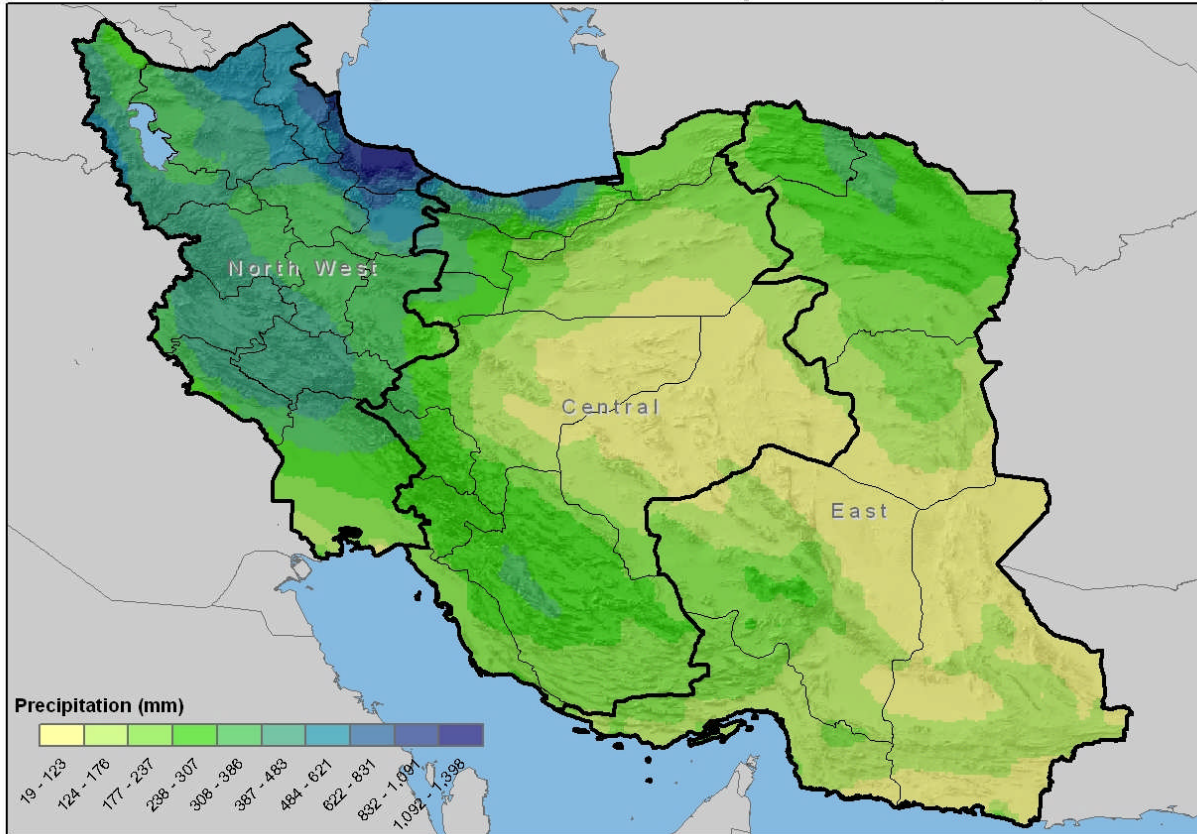 North West
Central
East
Precipitation (mm)
19 - 123
124 - 176
177 - 237
238 - 307
308 - 386
387 - 483
484 - 621
622 - 831
832 - 1,091
1,092 - 1,398